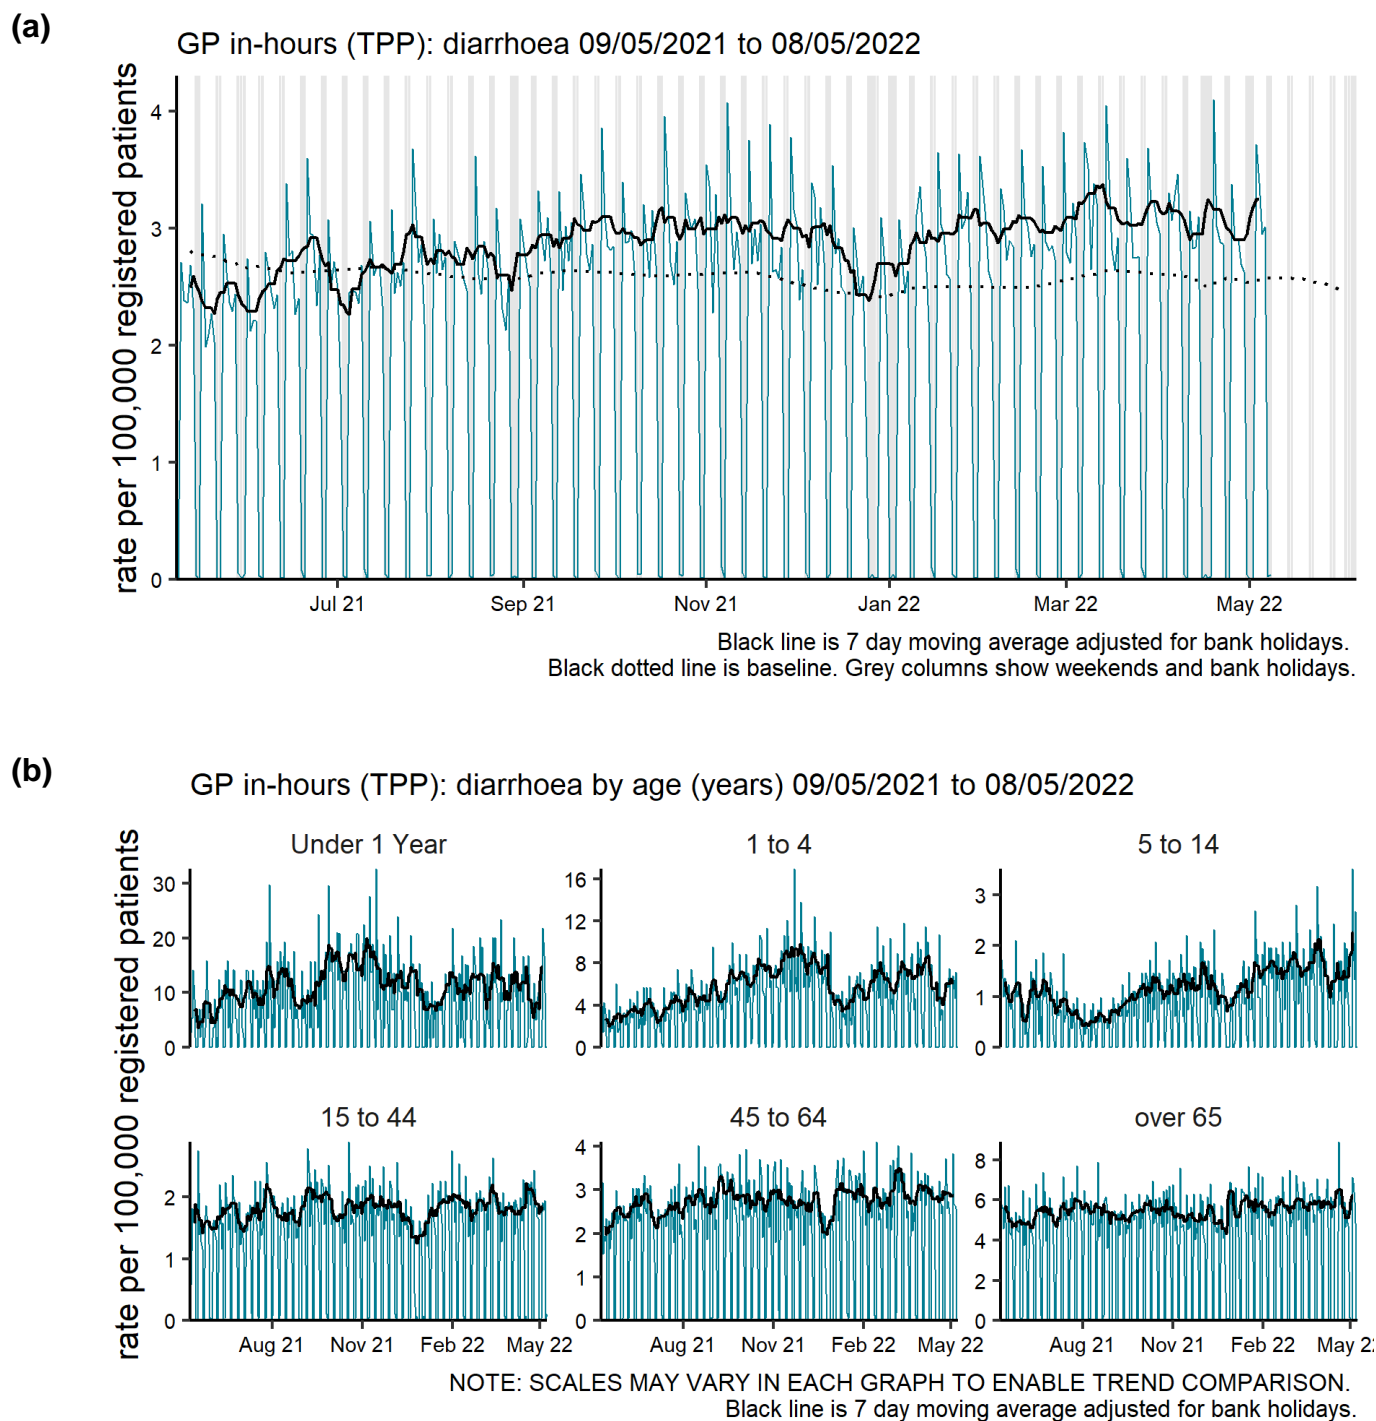 (a)
GP in-hours (TPP): diarrhoea 09/05/2021 to 08/05/2022
rate per 100,000 registered patients
4
3
2
1
0
Jul 21 Sep 21 Nov 21 Jan 22 Mar 22 May 22
Black line is 7 day moving average adjusted for bank holidays.
Black dotted line is baseline. Grey columns show weekends and bank holidays.
(b)
GP in-hours (TPP): diarrhoea by age (years) 09/05/2021 to 08/05/2022
rate per 100,000 registered patients
Under 1 Year
30
20
10
0
1 to 4
16
12
8
4
0
5 to 14
3
2
1
0
15 to 44
2
1
0
Aug 21 Nov 21 Feb 22 May 22
45 to 64
4
3
2
1
0
Aug 21 Nov 21 Feb 22 May 22
over 65
8
6
4
2
0
Aug 21 Nov 21 Feb 22 May 22
NOTE: SCALES MAY VARY IN EACH GRAPH TO ENABLE TREND COMPARISON.
Black line is 7 day moving average adjusted for bank holidays.